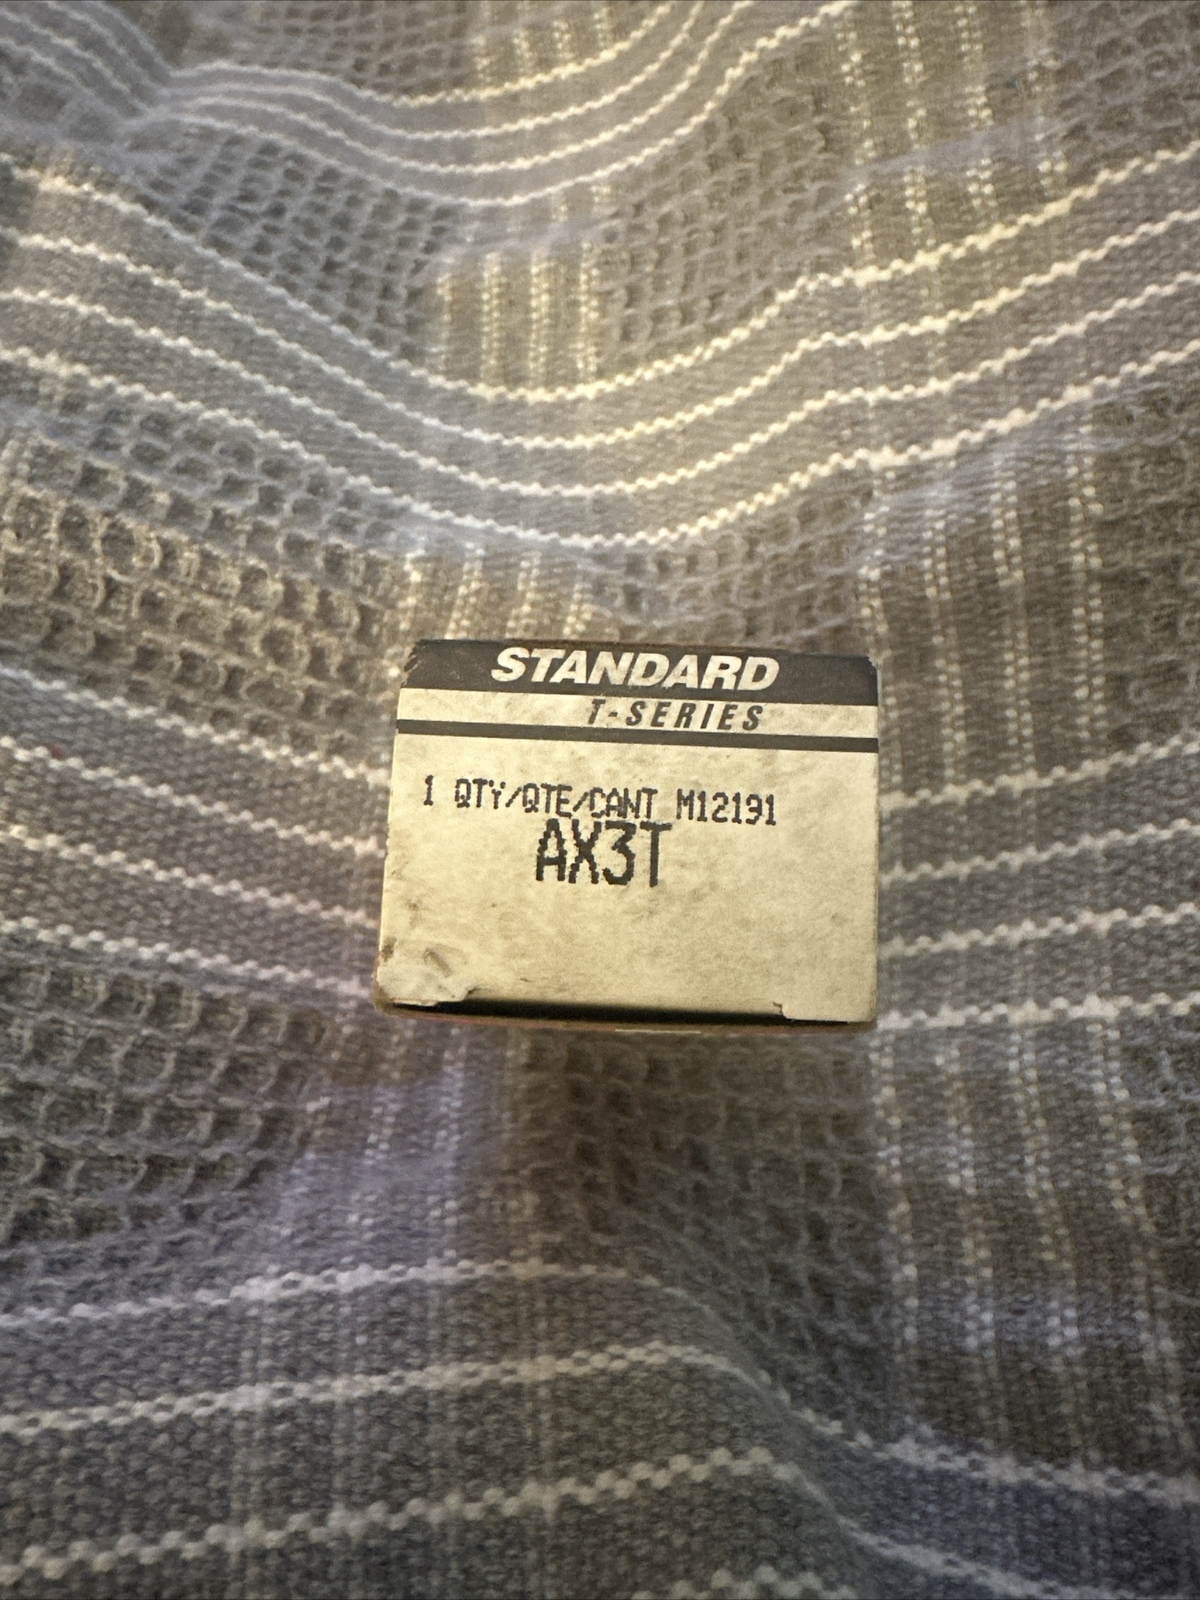 STANDARD
T-SERIES
1 QTY/QTE/CANT M12191
AX3T